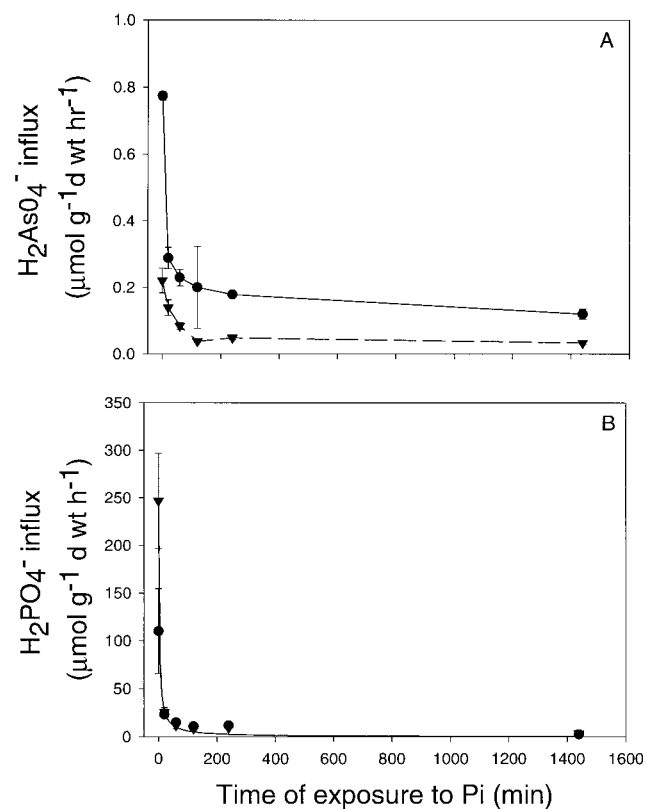 A
H2As04- influx
(μmol g-1d wt hr-1)
1.0
0.8
0.6
0.4
0.2
0.0
B
H2PO4- influx
(μmol g-1 d wt h-1)
350
300
250
200
150
100
50
0
0 200 400 600 800 1000 1200 1400 1600
Time of exposure to Pi (min)